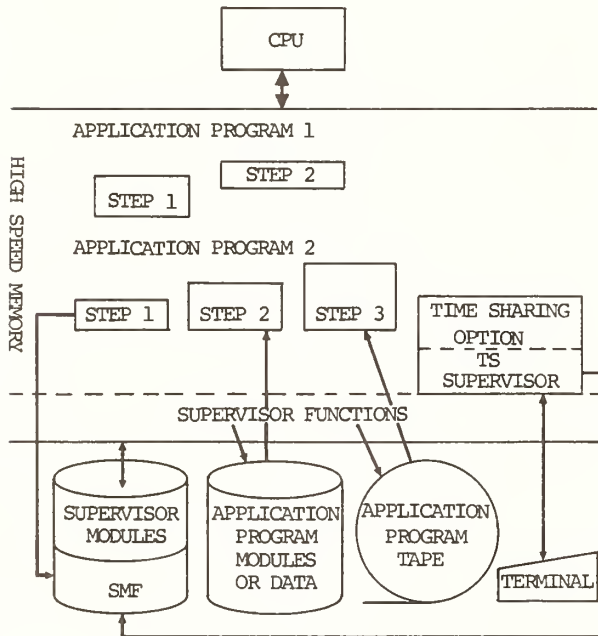 CPU
APPLICATION PROGRAM 1
STEP 2
STEP 1
HIGH SPEED MEMORY
APPLICATION PROGRAM 2
STEP 1
STEP 2
STEP 3
TIME SHARING
OPTION
TS
SUPERVISOR
SUPERVISOR FUNCTIONS
SUPERVISOR
MODULES
SMF
APPLICATION
PROGRAM
MODULES
OR DATA
APPLICATION
PROGRAM
TAPE
TERMINAL